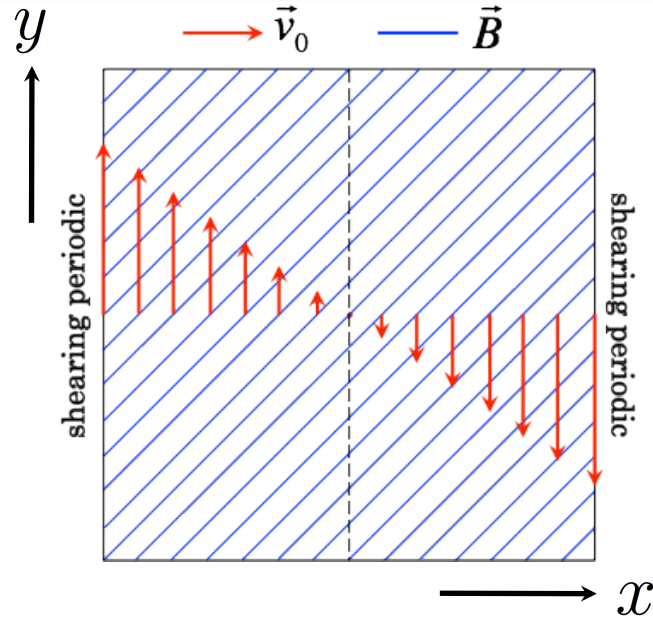 y
v⃗₀ B⃗
shearing periodic
shearing periodic
x